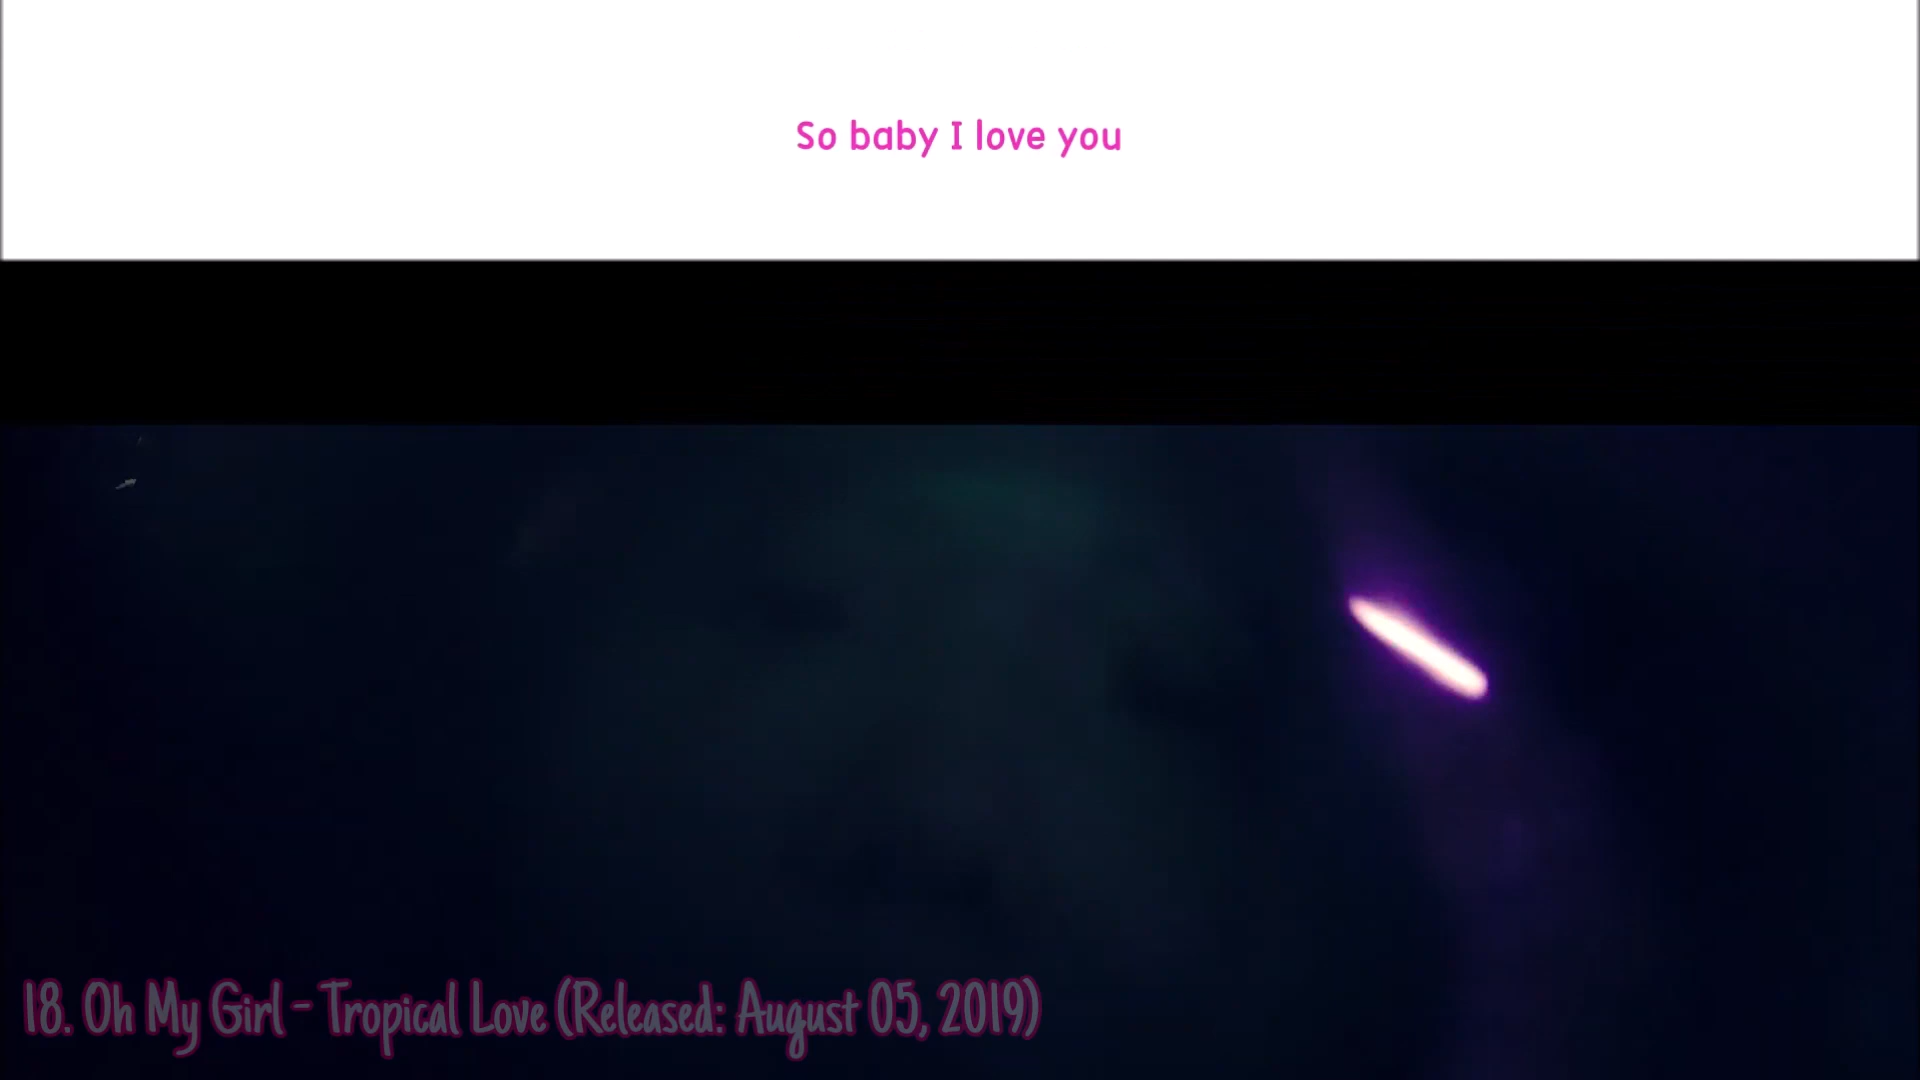 So baby I love you
18. Oh My Girl - Tropical Love (Released: August 05, 2019)